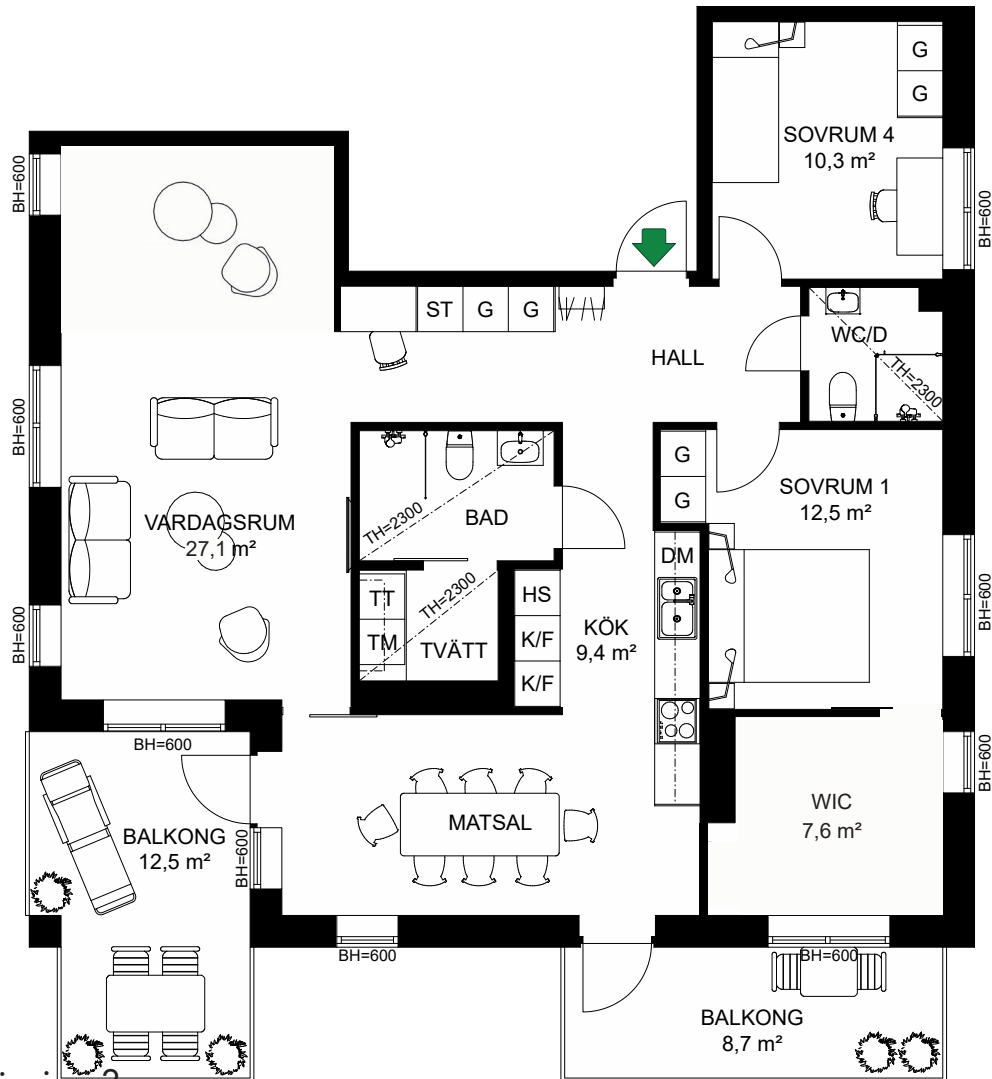 G
G
SOVRUM 4
10,3 m²
BH=600
BH=600
ST G G
HALL
WC/D
TH=2300
BH=600
G
G
SOVRUM 1
12,5 m²
VARDAGSRUM
27,1 m²
TH=2300
BAD
DM
BH=600
TT
TM
TH=2300
TVÄTT
HS
K/F
K/F
KÖK
9,4 m²
BH=600
BH=600
BH=600
WIC
7,6 m²
MATSAL
BALKONG
12,5 m²
BH=600
BH=600
BH=600
BALKONG
8,7 m²